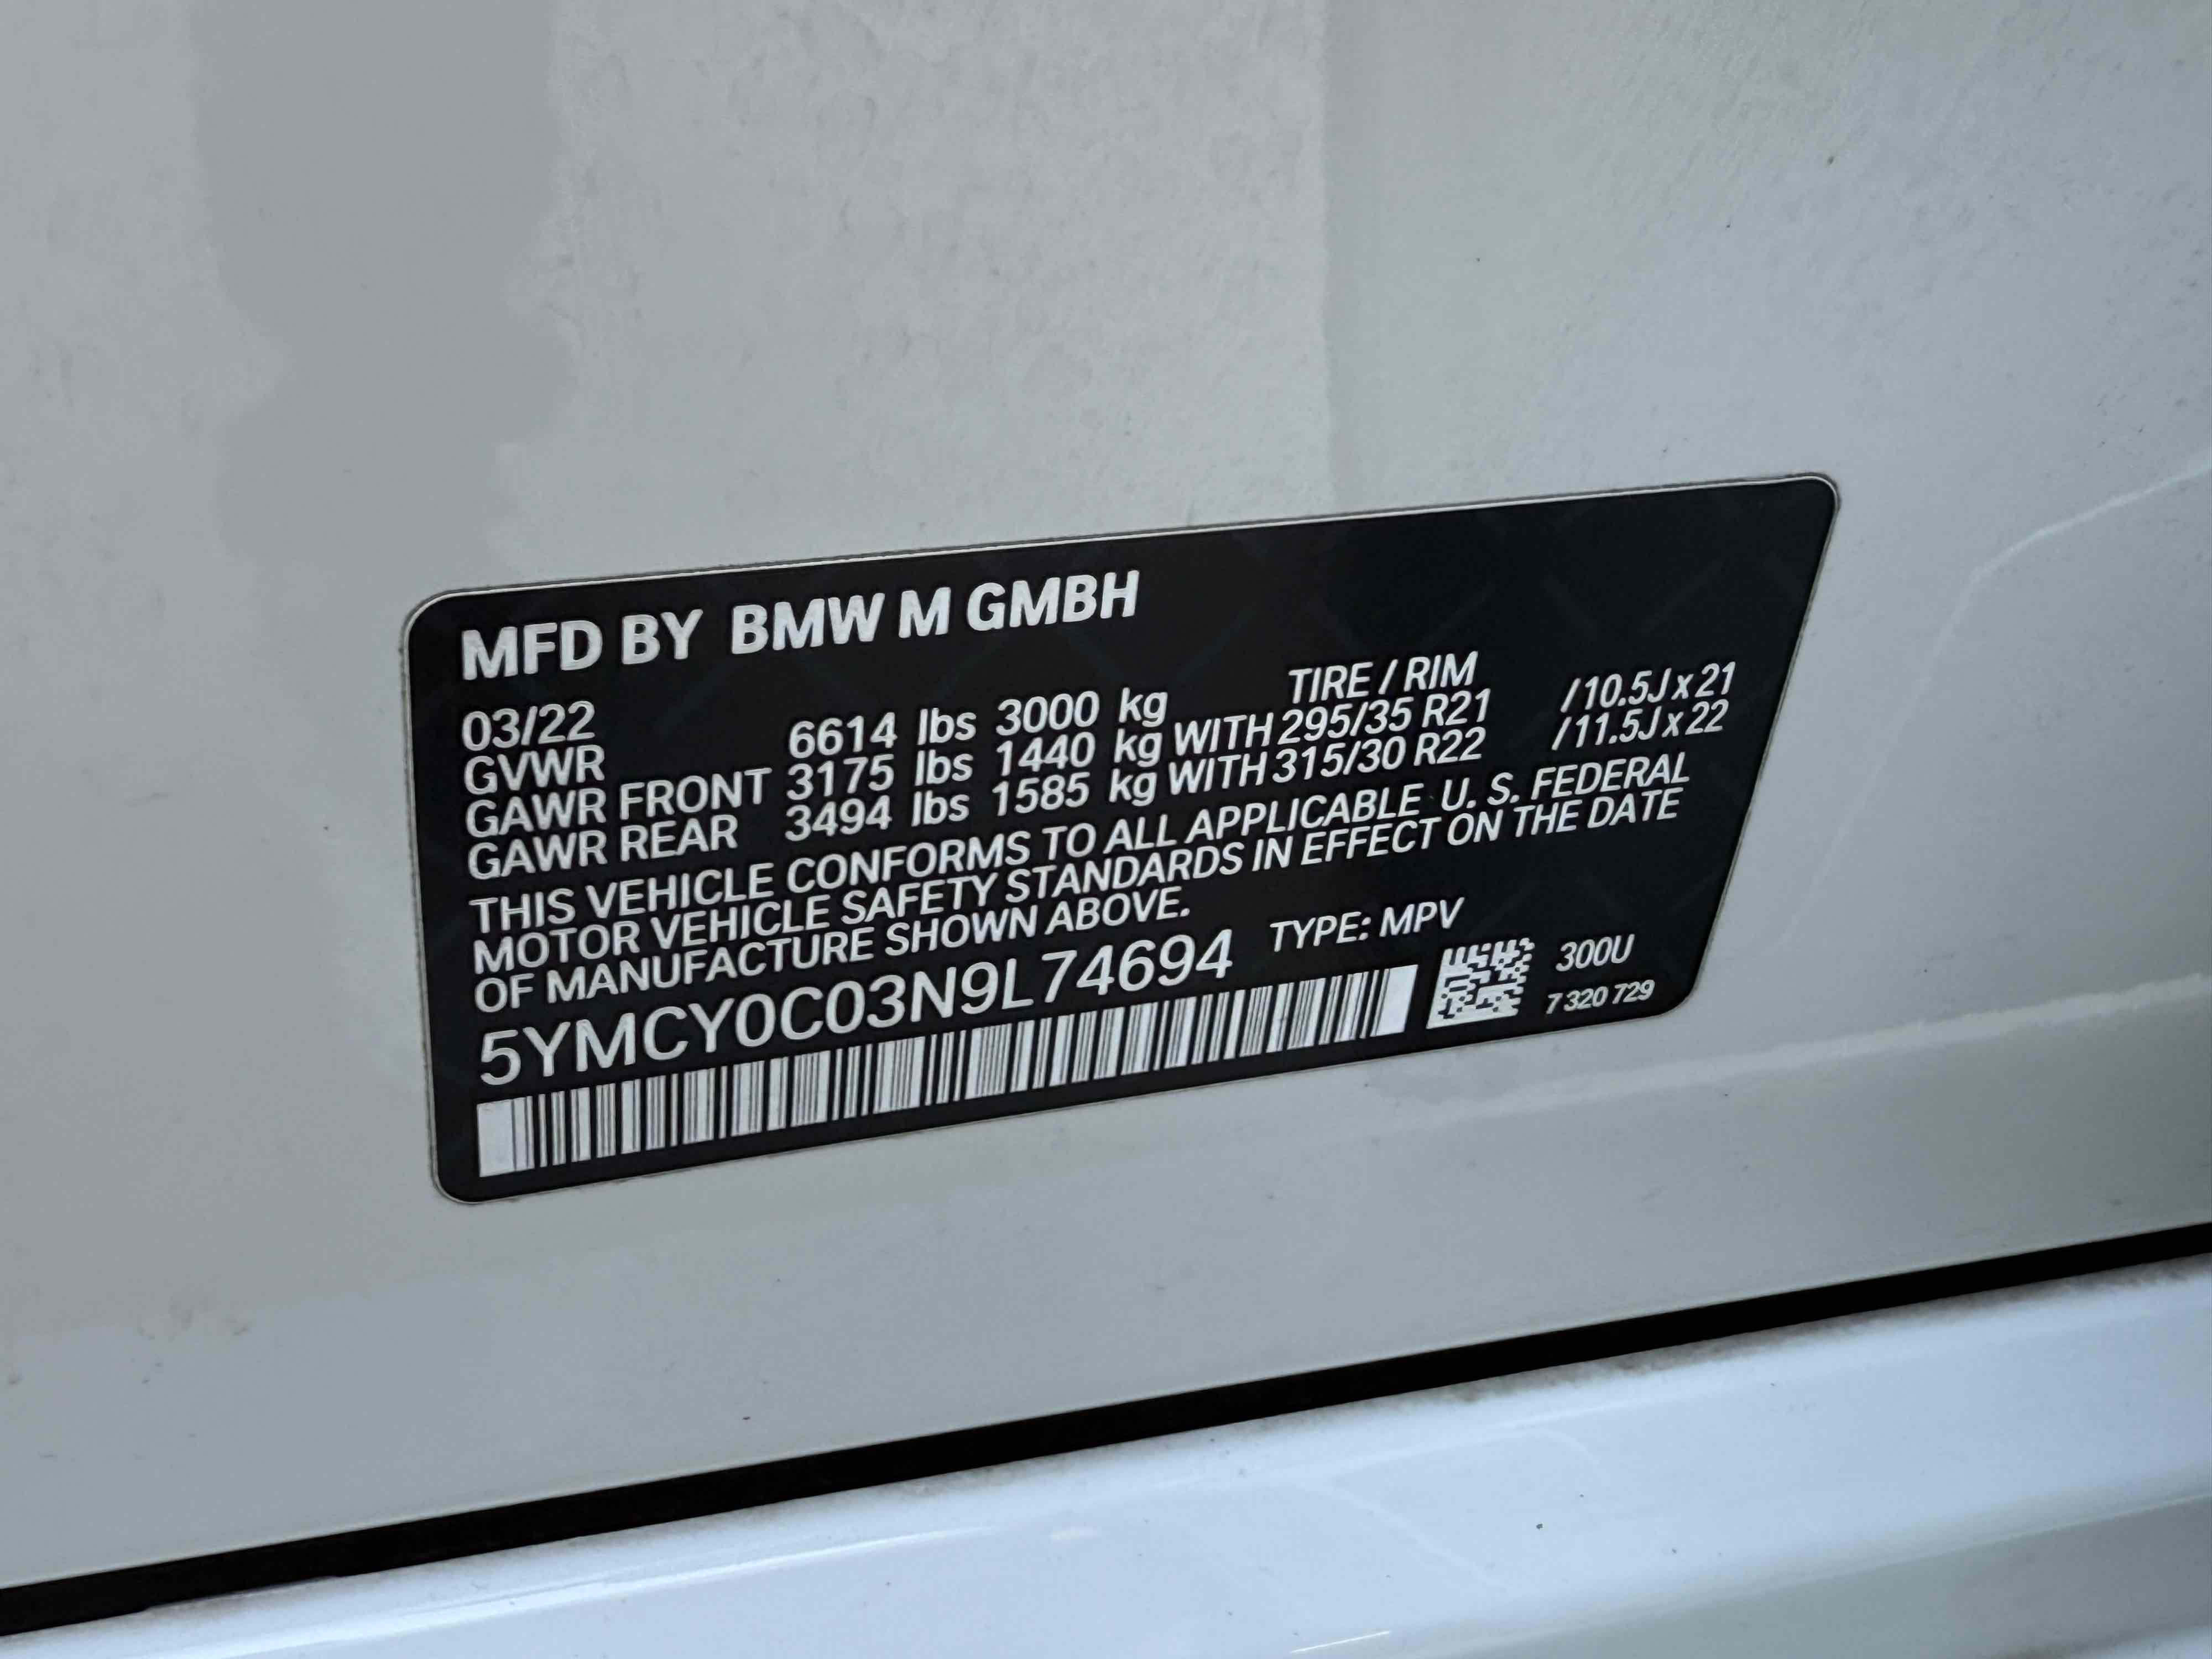 MFD BY BMW M GMBH
03/22 TIRE / RIM
GVWR 6614 lbs 3000 kg
GAWR FRONT 3175 lbs 1440 kg WITH 295/35 R21 /10.5J x 21
GAWR REAR 3494 lbs 1585 kg WITH 315/30 R22 /11.5J x 22
THIS VEHICLE CONFORMS TO ALL APPLICABLE U. S. FEDERAL
MOTOR VEHICLE SAFETY STANDARDS IN EFFECT ON THE DATE
OF MANUFACTURE SHOWN ABOVE.
5YMCY0C03N9L74694 TYPE: MPV
300U
7 320 729